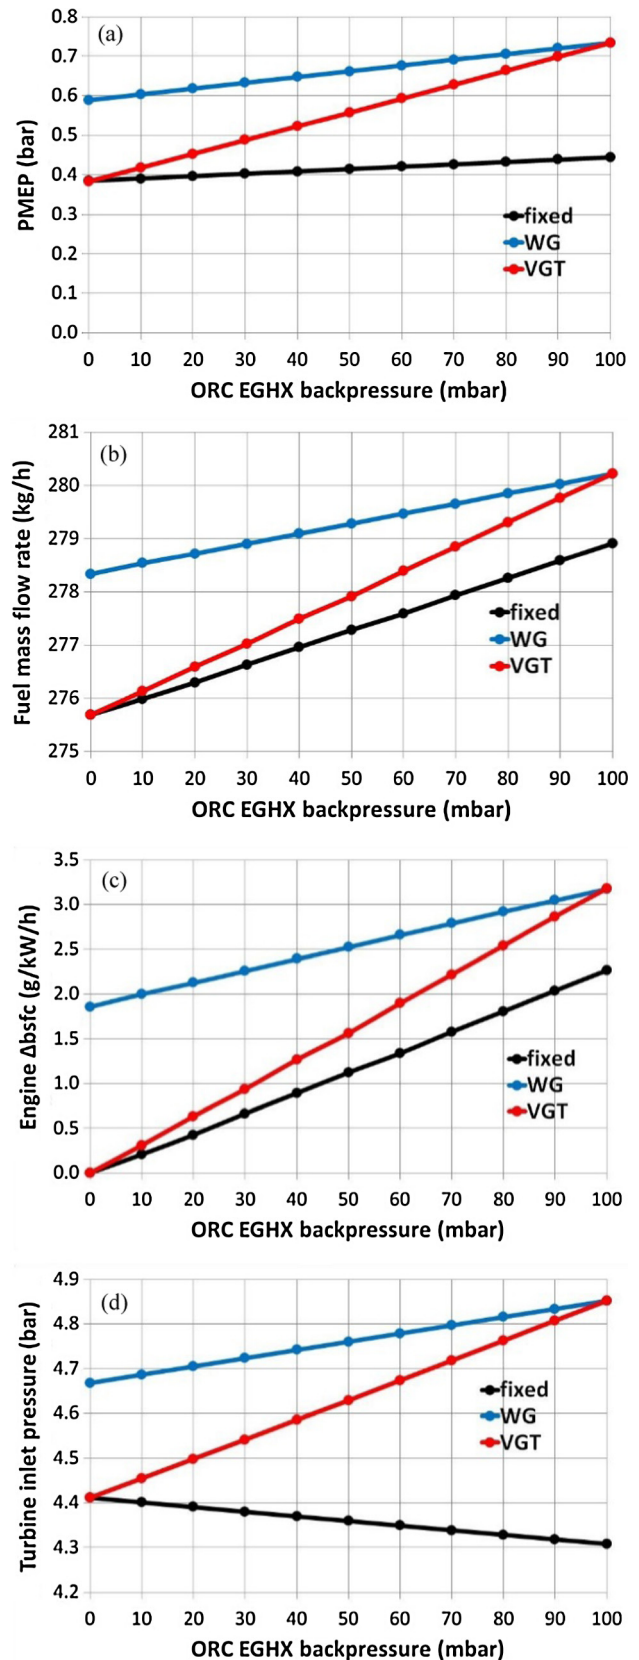 (a)
PMEP (bar)
0.8
0.7
0.6
0.5
0.4
0.3
0.2
0.1
0.0
fixed
WG
VGT
0 10 20 30 40 50 60 70 80 90 100
ORC EGHX backpressure (mbar)
(b)
Fuel mass flow rate (kg/h)
281
280
279
278
277
276
275
fixed
WG
VGT
0 10 20 30 40 50 60 70 80 90 100
ORC EGHX backpressure (mbar)
(c)
Engine Δbsfc (g/kW/h)
3.5
3.0
2.5
2.0
1.5
1.0
0.5
0.0
fixed
WG
VGT
0 10 20 30 40 50 60 70 80 90 100
ORC EGHX backpressure (mbar)
(d)
Turbine inlet pressure (bar)
4.9
4.8
4.7
4.6
4.5
4.4
4.3
4.2
fixed
WG
VGT
0 10 20 30 40 50 60 70 80 90 100
ORC EGHX backpressure (mbar)